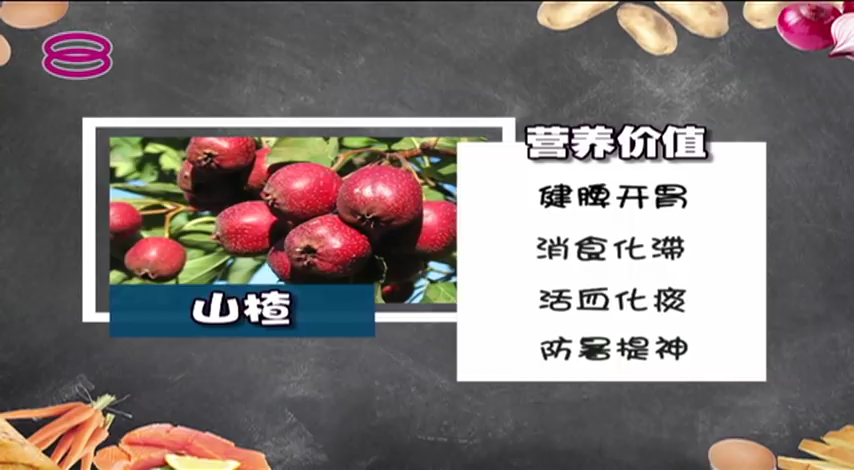 营养价值
健脾开胃
消食化滞
活血化痰
防暑提神
山楂